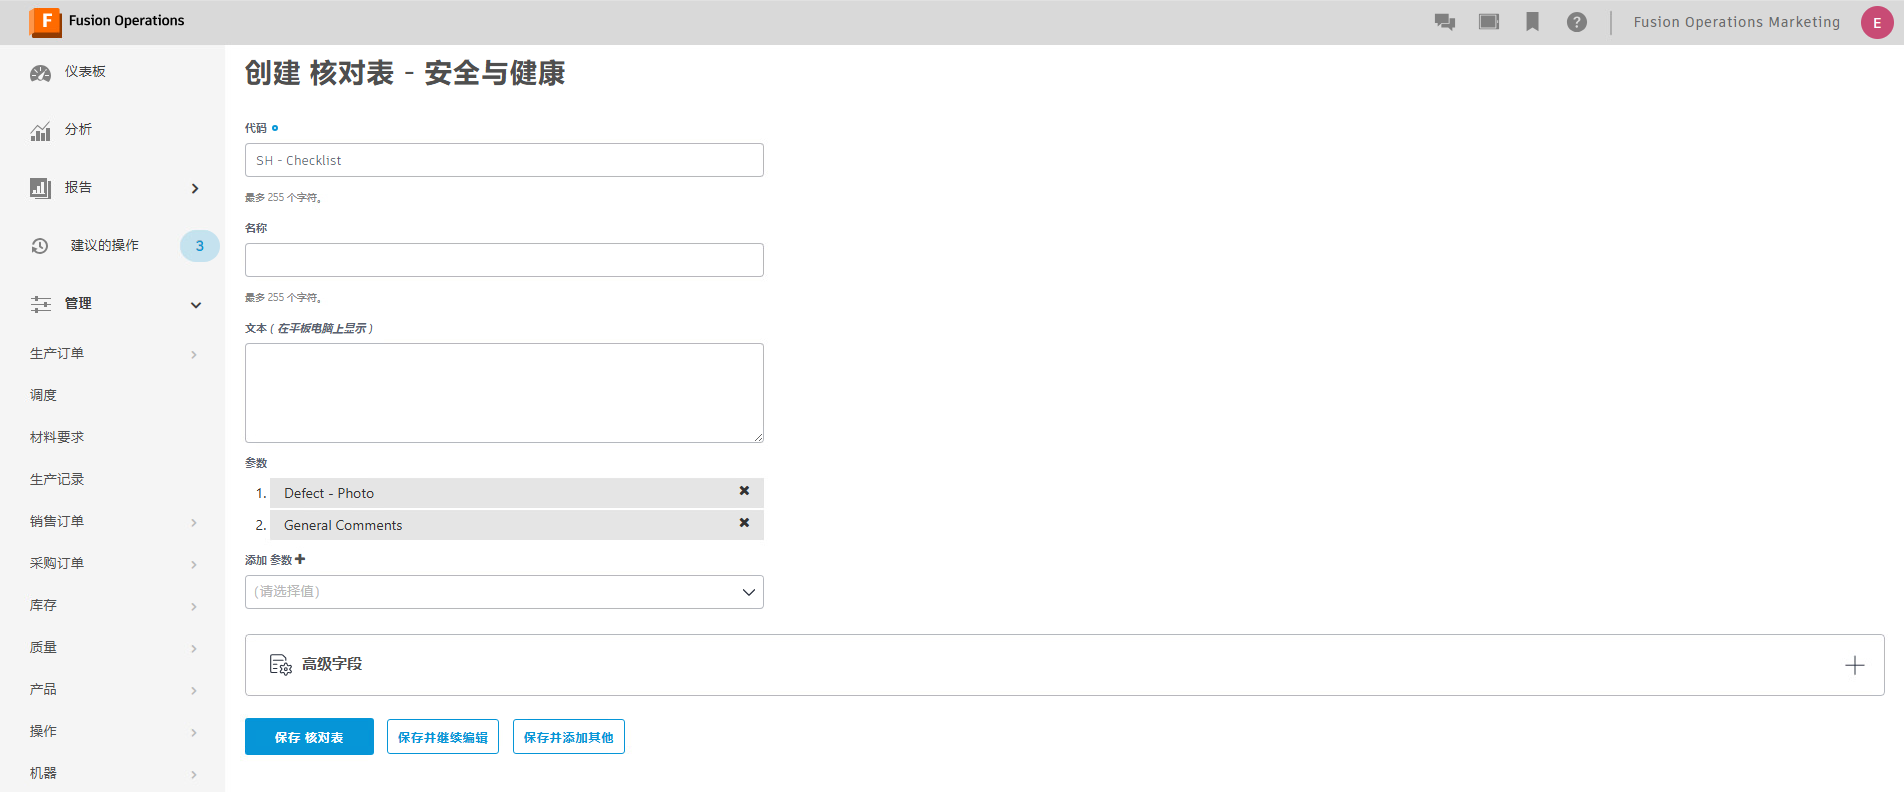 F Fusion Operations
Fusion Operations Marketing E
仪表板
分析
报告
建议的操作 3
管理
生产订单
调度
材料要求
生产记录
销售订单
采购订单
库存
质量
产品
操作
机器
创建 核对表 - 安全与健康
代码
SH - Checklist
最多 255 个字符。
名称
最多 255 个字符。
文本 ( 在平板电脑上显示 )
参数
1. Defect - Photo
2. General Comments
添加 参数
(请选择值)
高级字段
保存 核对表 保存并继续编辑 保存并添加其他